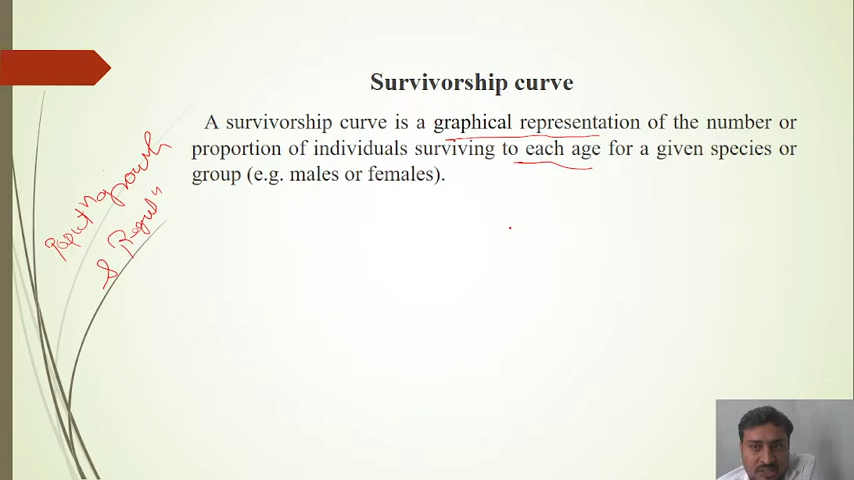 Survivorship curve
A survivorship curve is a graphical representation of the number or
proportion of individuals surviving to each age for a given species or
group (e.g. males or females).
growth
&